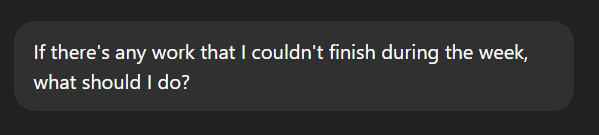 If there's any work that I couldn't finish during the week,
what should I do?